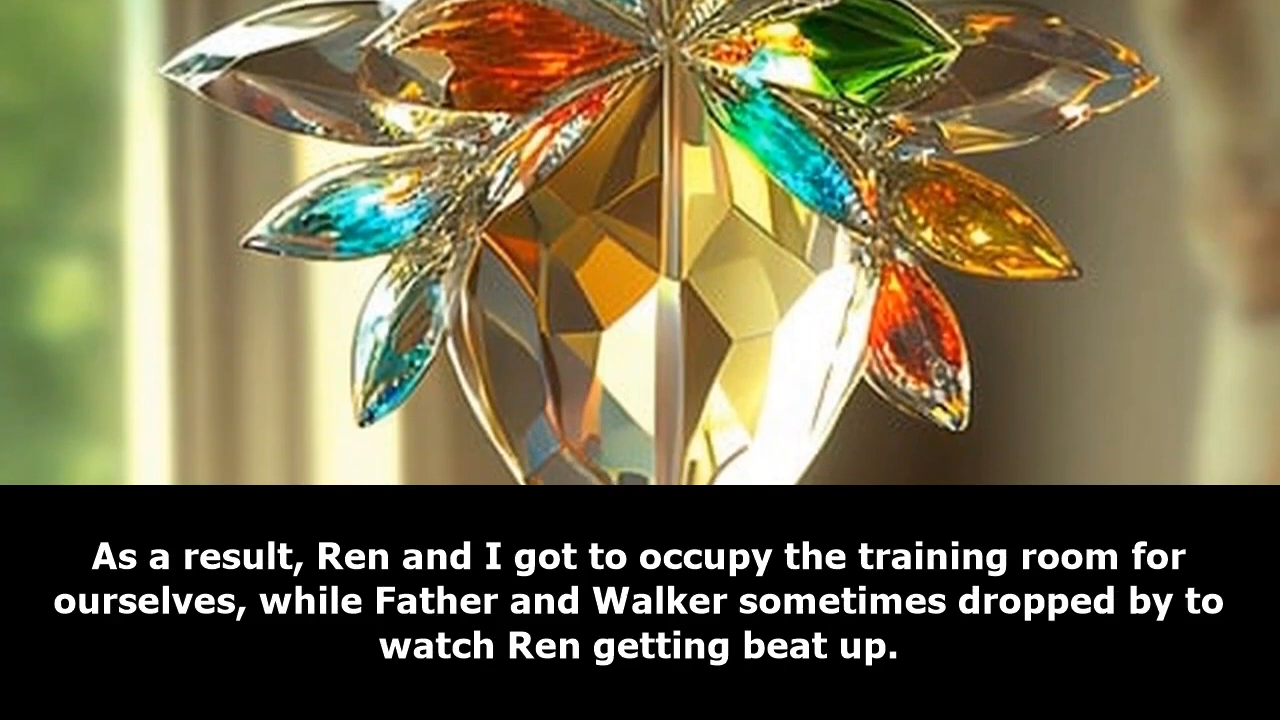 As a result, Ren and I got to occupy the training room for
ourselves, while Father and Walker sometimes dropped by to
watch Ren getting beat up.